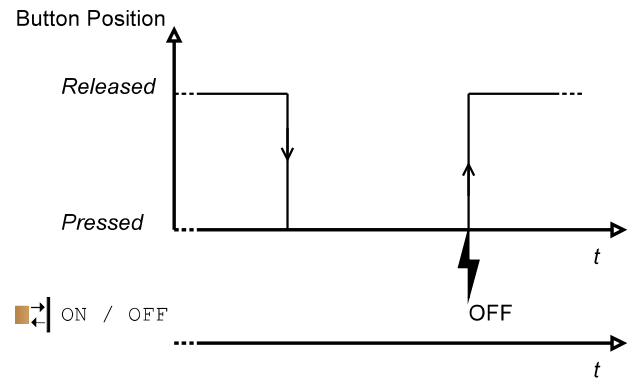 Button Position
Released
Pressed
t
OFF
ON / OFF
t